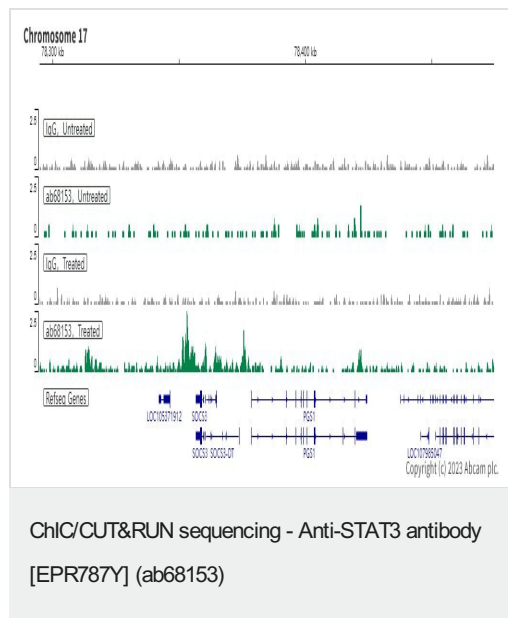 Chromosome 17
78,300 kb 78,400 kb
2.5
IgG, Untreated
0
2.5
ab68153, Untreated
0
2.5
IgG, Treated
0
2.5
ab68153, Treated
0
Refseq Genes
LOC105371912 SOCS3 PGS1
SOCS3 SOCS3-DT PGS1 LOC107985047
Copyright (c) 2023 Abcam plc.
ChIC/CUT&RUN sequencing - Anti-STAT3 antibody
[EPR787Y] (ab68153)